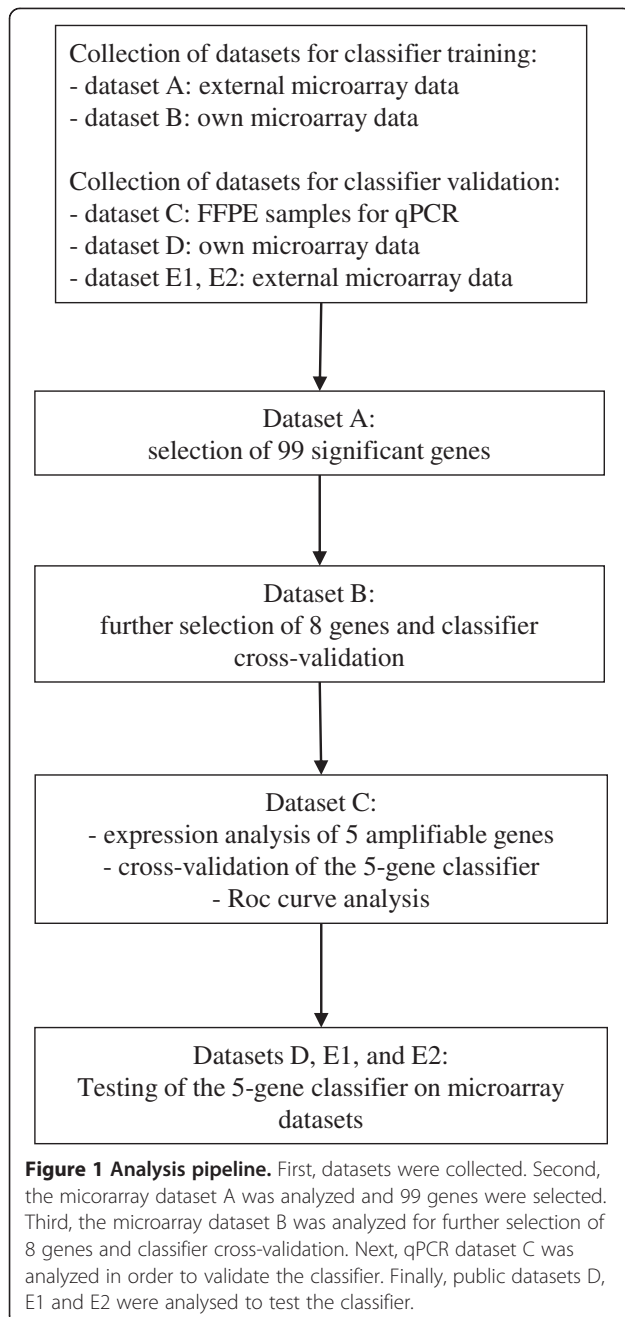 Collection of datasets for classifier training:
- dataset A: external microarray data
- dataset B: own microarray data
Collection of datasets for classifier validation:
- dataset C: FFPE samples for qPCR
- dataset D: own microarray data
- dataset E1, E2: external microarray data
Dataset A:
selection of 99 significant genes
Dataset B:
further selection of 8 genes and classifier
cross-validation
Dataset C:
- expression analysis of 5 amplifiable genes
- cross-validation of the 5-gene classifier
- Roc curve analysis
Datasets D, E1, and E2:
Testing of the 5-gene classifier on microarray
datasets
Figure 1 Analysis pipeline. First, datasets were collected. Second,
the micorarray dataset A was analyzed and 99 genes were selected.
Third, the microarray dataset B was analyzed for further selection of
8 genes and classifier cross-validation. Next, qPCR dataset C was
analyzed in order to validate the classifier. Finally, public datasets D,
E1 and E2 were analysed to test the classifier.